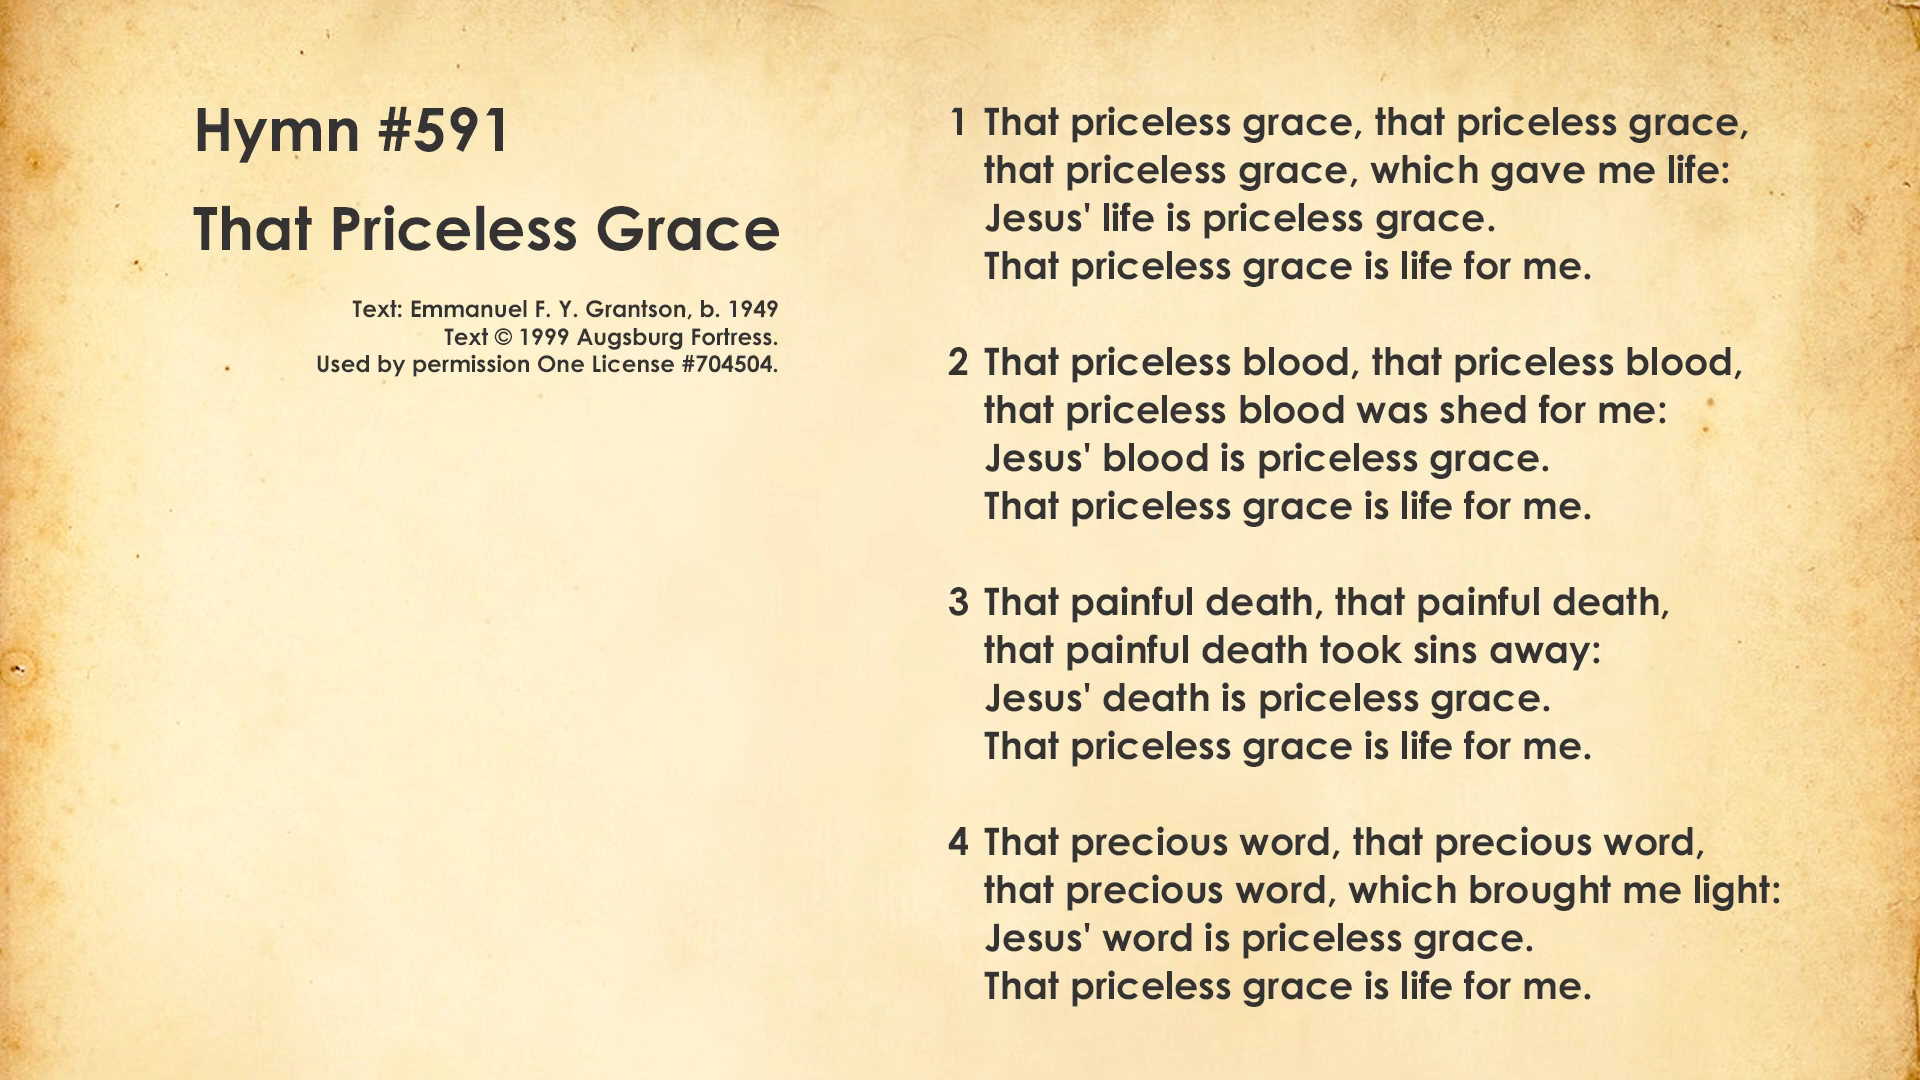 Hymn #591
That Priceless Grace
Text: Emmanuel F. Y. Grantson, b. 1949
Text © 1999 Augsburg Fortress.
Used by permission One License #704504.
1 That priceless grace, that priceless grace,
that priceless grace, which gave me life:
Jesus' life is priceless grace.
That priceless grace is life for me.
2 That priceless blood, that priceless blood,
that priceless blood was shed for me:
Jesus' blood is priceless grace.
That priceless grace is life for me.
3 That painful death, that painful death,
that painful death took sins away:
Jesus' death is priceless grace.
That priceless grace is life for me.
4 That precious word, that precious word,
that precious word, which brought me light:
Jesus' word is priceless grace.
That priceless grace is life for me.